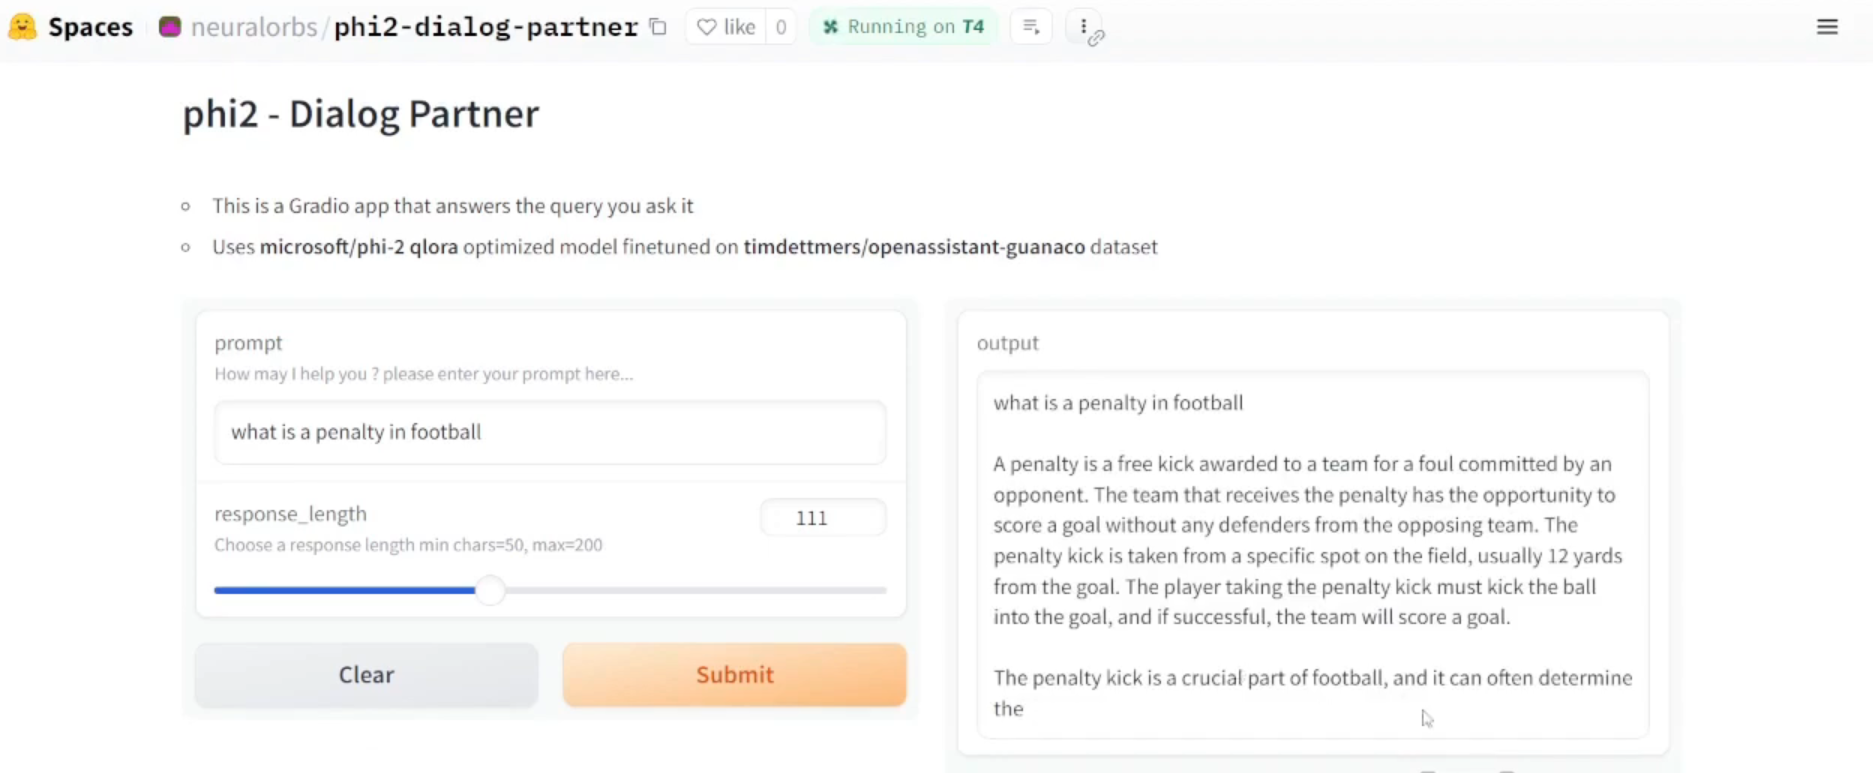 Spaces neuralorbs/phi2-dialog-partner like 0 Running on T4
phi2 - Dialog Partner
This is a Gradio app that answers the query you ask it
Uses microsoft/phi-2 qlora optimized model finetuned on timdettmers/openassistant-guanaco dataset
prompt
How may I help you ? please enter your prompt here...
what is a penalty in football
response_length
111
Choose a response length min chars=50, max=200
Clear
Submit
output
what is a penalty in football
A penalty is a free kick awarded to a team for a foul committed by an
opponent. The team that receives the penalty has the opportunity to
score a goal without any defenders from the opposing team. The
penalty kick is taken from a specific spot on the field, usually 12 yards
from the goal. The player taking the penalty kick must kick the ball
into the goal, and if successful, the team will score a goal.
The penalty kick is a crucial part of football, and it can often determine
the